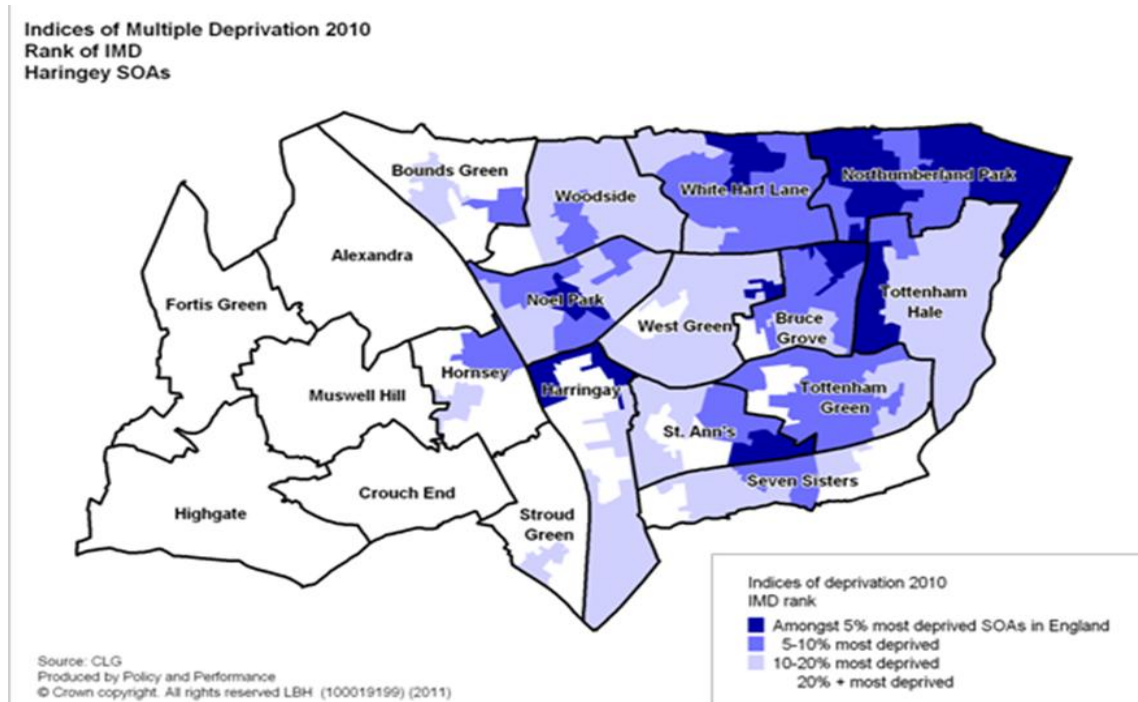 Indices of Multiple Deprivation 2010
Rank of IMD
Haringey SOAs
Bounds Green
Woodside
White Hart Lane
Northumberland Park
Alexandra
Fortis Green
Noel Park
West Green
Bruce
Grove
Tottenham
Hale
Muswell Hill
Hornsey
Harringay
Tottenham
Green
St. Ann's
Seven Sisters
Highgate
Crouch End
Stroud
Green
Indices of deprivation 2010
IMD rank
Amongst 5% most deprived SOAs in England
5-10% most deprived
10-20% most deprived
20% + most deprived
Source: CLG
Produced by Policy and Performance
© Crown copyright. All rights reserved LBH (100019199) (2011)